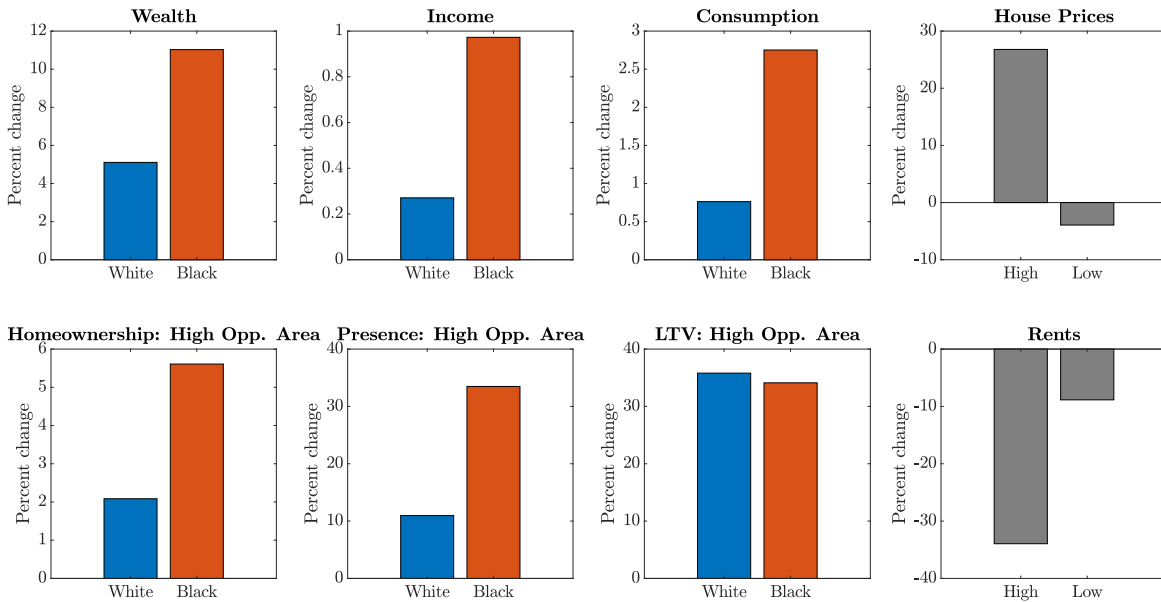 Wealth
Percent change
12
10
8
6
4
2
0
White Black
Income
Percent change
1
0.8
0.6
0.4
0.2
0
White Black
Consumption
Percent change
3
2.5
2
1.5
1
0.5
0
White Black
House Prices
Percent change
30
20
10
0
-10
High Low
Homeownership: High Opp. Area
Percent change
6
5
4
3
2
1
0
White Black
Presence: High Opp. Area
Percent change
40
30
20
10
0
White Black
LTV: High Opp. Area
Percent change
40
30
20
10
0
White Black
Rents
Percent change
0
-10
-20
-30
-40
High Low